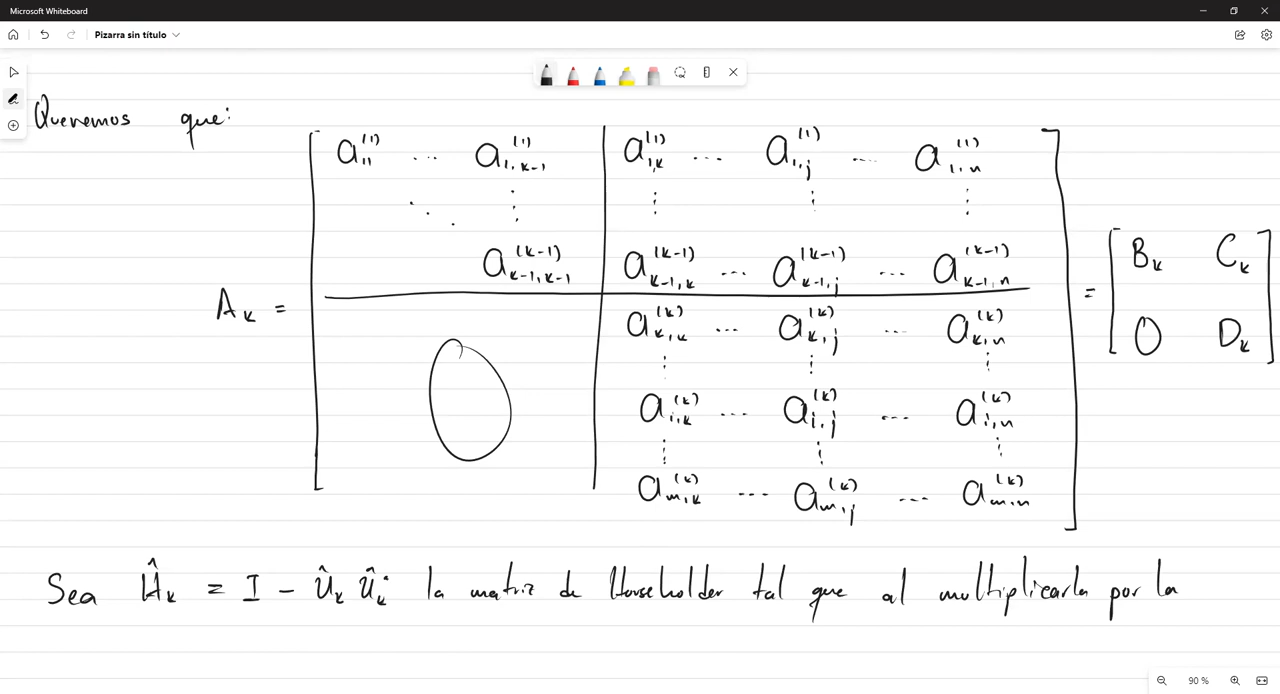 Microsoft Whiteboard
Pizarra sin título
Queremos que:
a₁₁⁽¹⁾ ... a₁,ₖ₋₁⁽¹⁾ a₁,ₖ⁽¹⁾ ... a₁,ⱼ⁽¹⁾ ... a₁,ₙ⁽¹⁾
⋱ ⋮ ⋮ ⋮ ⋮
aₖ₋₁,ₖ₋₁⁽ᵏ⁻¹⁾ aₖ₋₁,ₖ⁽ᵏ⁻¹⁾ ... aₖ₋₁,ⱼ⁽ᵏ⁻¹⁾ ... aₖ₋₁,ₙ⁽ᵏ⁻¹⁾
Aₖ = = [Bₖ Cₖ
O Dₖ]
aₖ,ₖ⁽ᵏ⁾ ... aₖ,ⱼ⁽ᵏ⁾ ... aₖ,ₙ⁽ᵏ⁾
⋮ ⋮ ⋮
O aᵢ,ₖ⁽ᵏ⁾ ... aᵢ,ⱼ⁽ᵏ⁾ ... aᵢ,ₙ⁽ᵏ⁾
⋮ ⋮ ⋮
aₘ,ₖ⁽ᵏ⁾ ... aₘ,ⱼ⁽ᵏ⁾ ... aₘ,ₙ⁽ᵏ⁾
Sea Ĥₖ = I - ûₖ ûₖ* la matriz de Householder tal que al multiplicarla por la
90 %